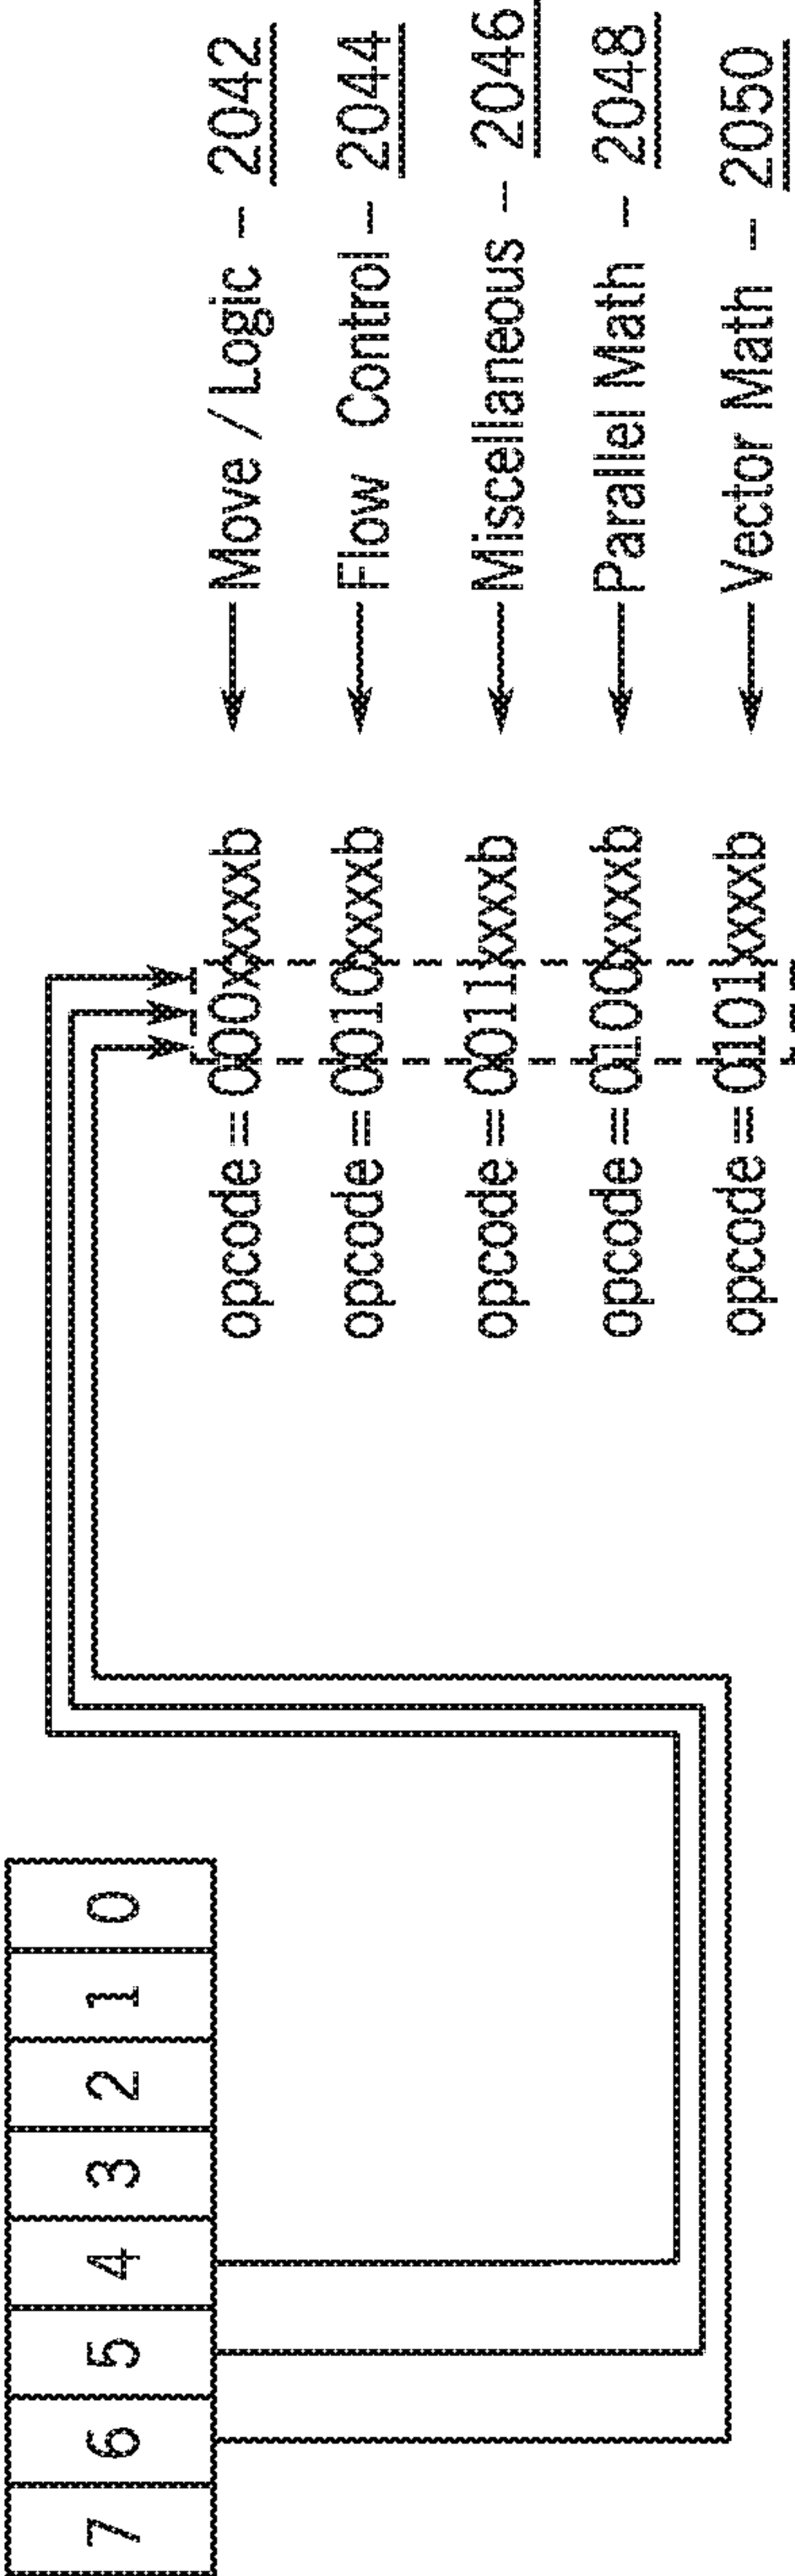 7 6 5 4 3 2 1 0
opcode = 000xxxxxb ← Move / Logic – 2042
opcode = 0010xxxxb ← Flow Control – 2044
opcode = 0011xxxxb ← Miscellaneous – 2046
opcode = 0100xxxxb ← Parallel Math – 2048
opcode = 0101xxxxb ← Vector Math – 2050